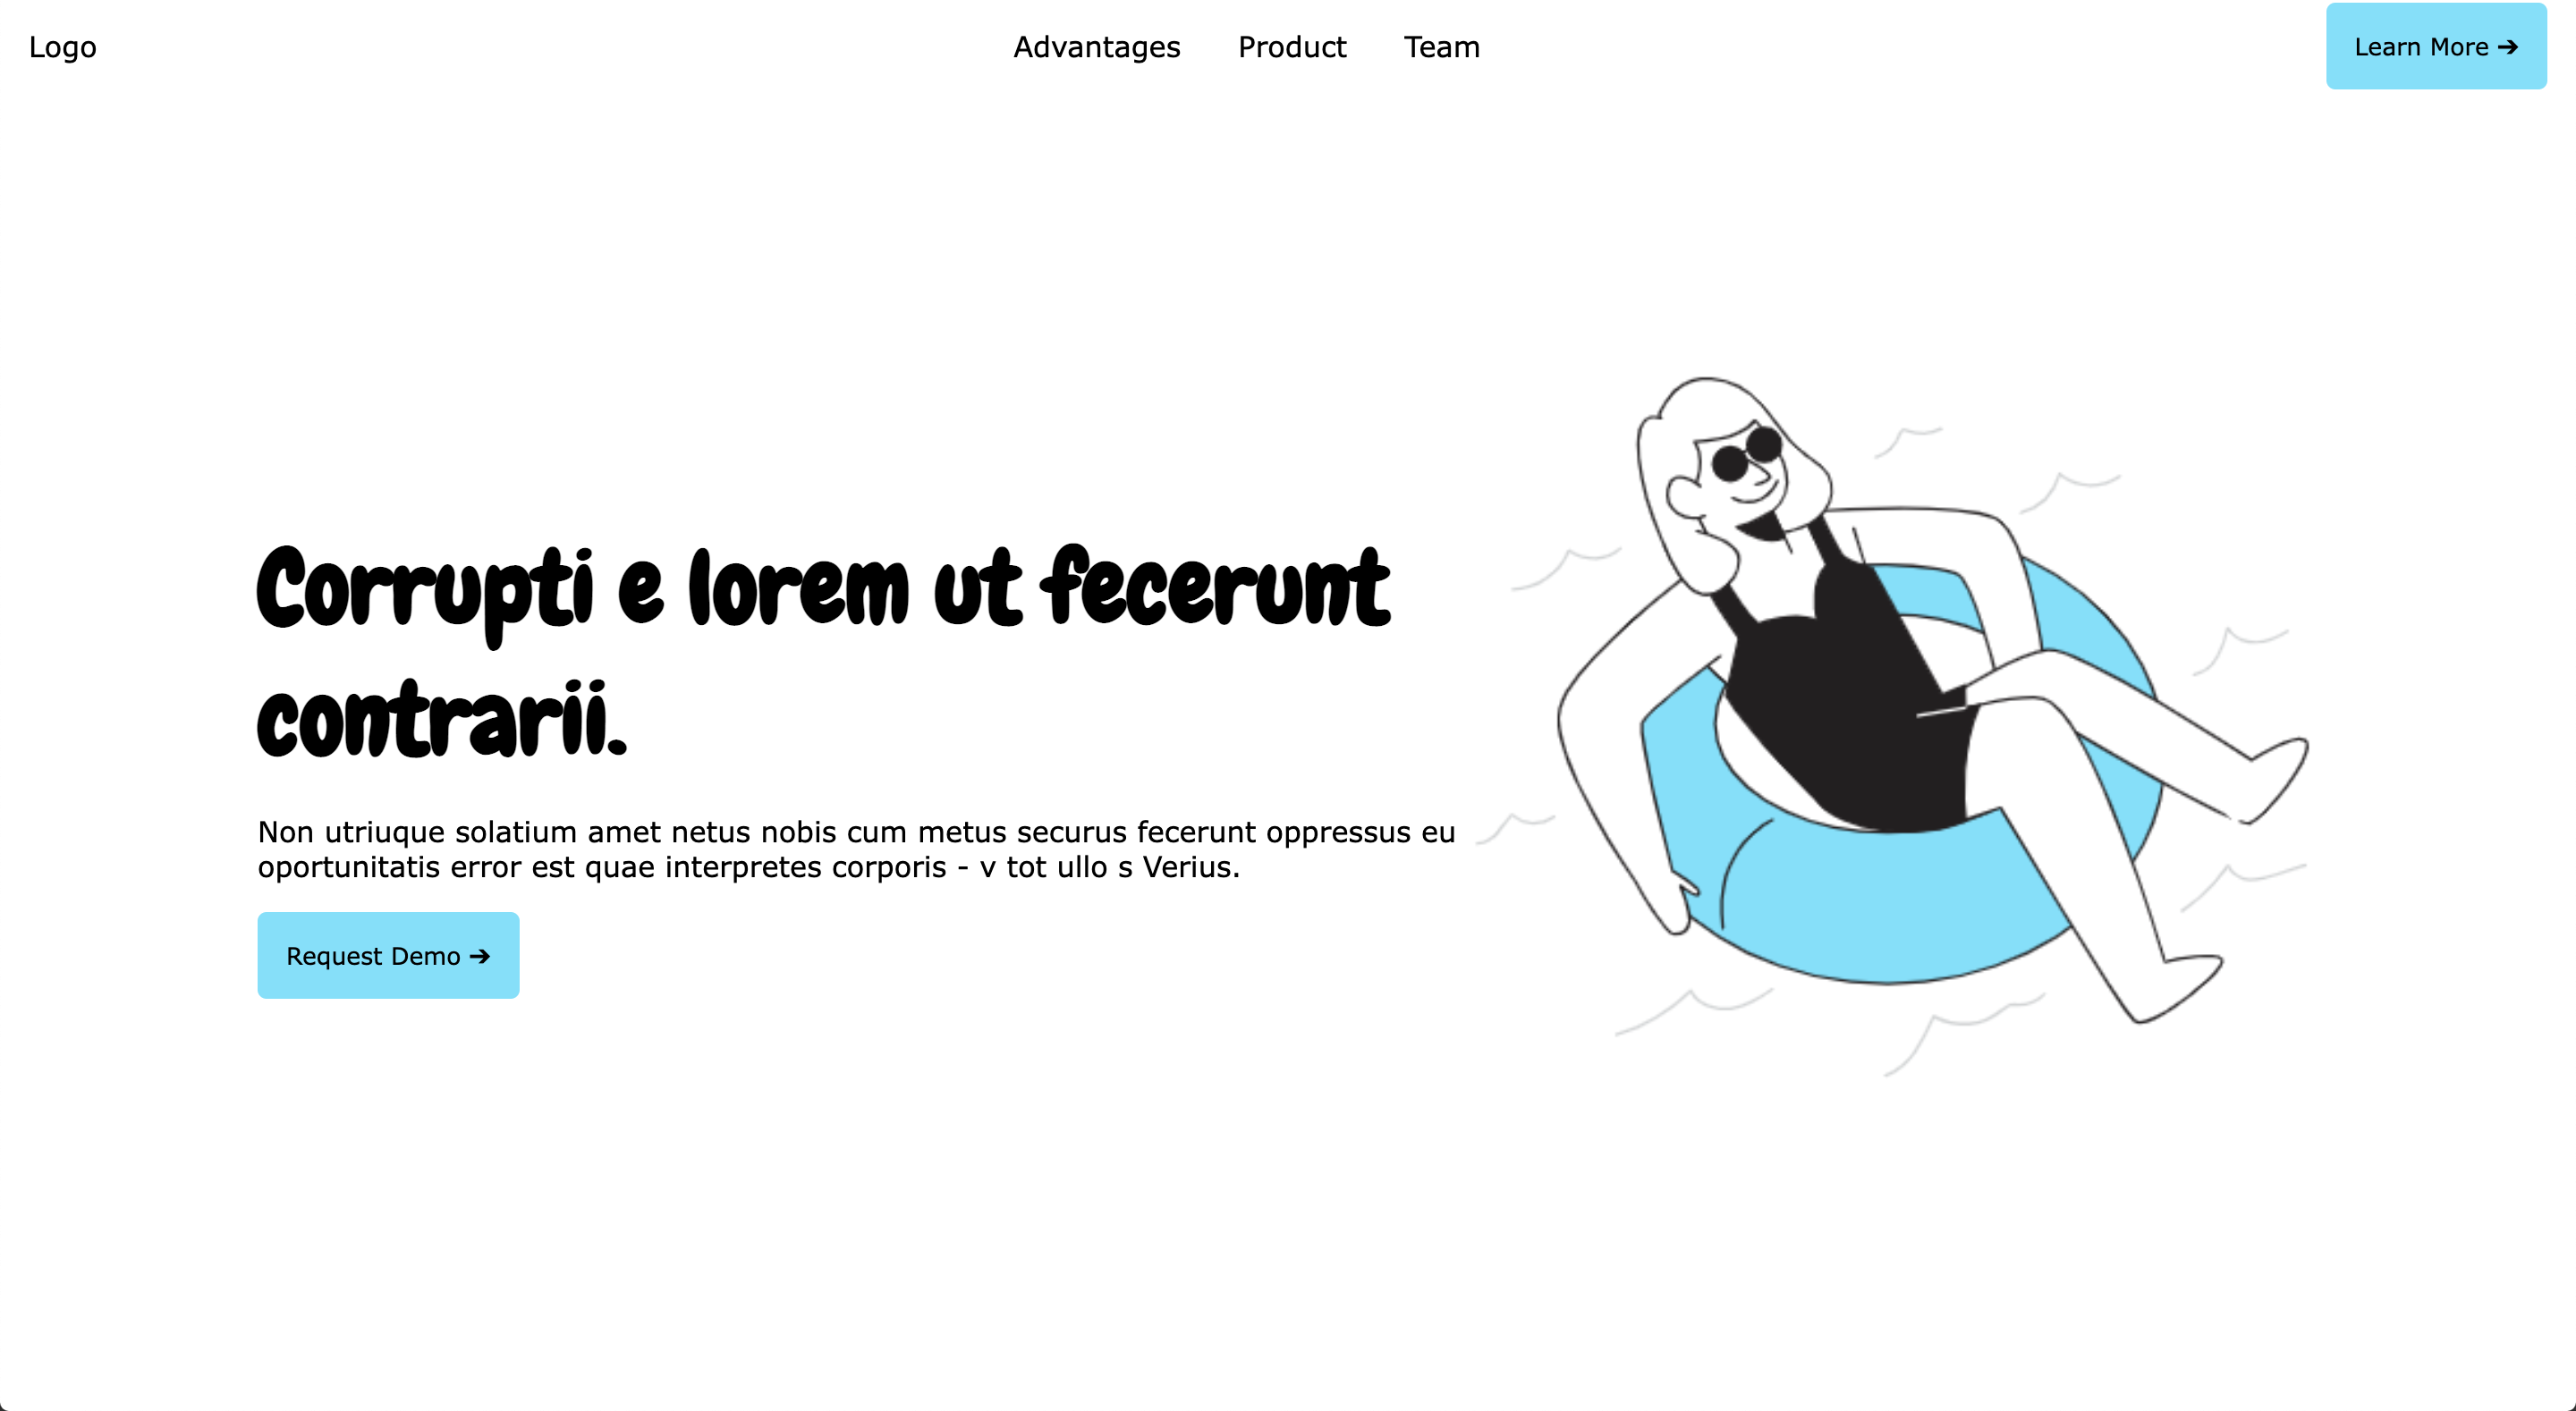 Logo
Advantages
Product
Team
Learn More ➔
Corrupti e lorem ut fecerunt
contrarii.
Non utriuque solatium amet netus nobis cum metus securus fecerunt oppressus eu
oportunitatis error est quae interpretes corporis - v tot ullo s Verius.
Request Demo ➔